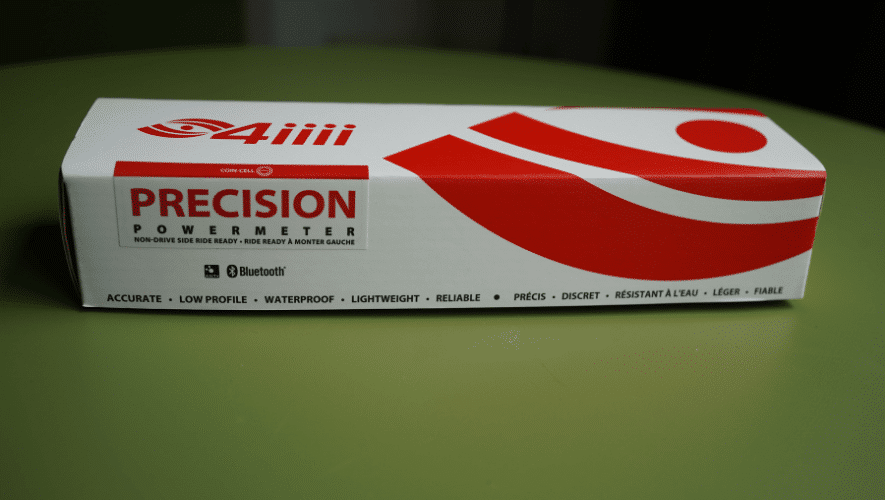 4iiii
COIN CELL
PRECISION
POWERMETER
NON-DRIVE SIDE RIDE READY • RIDE READY À MONTER GAUCHE
Bluetooth®
ACCURATE • LOW PROFILE • WATERPROOF • LIGHTWEIGHT • RELIABLE • PRÉCIS • DISCRET • RÉSISTANT À L'EAU • LÉGER • FIABLE